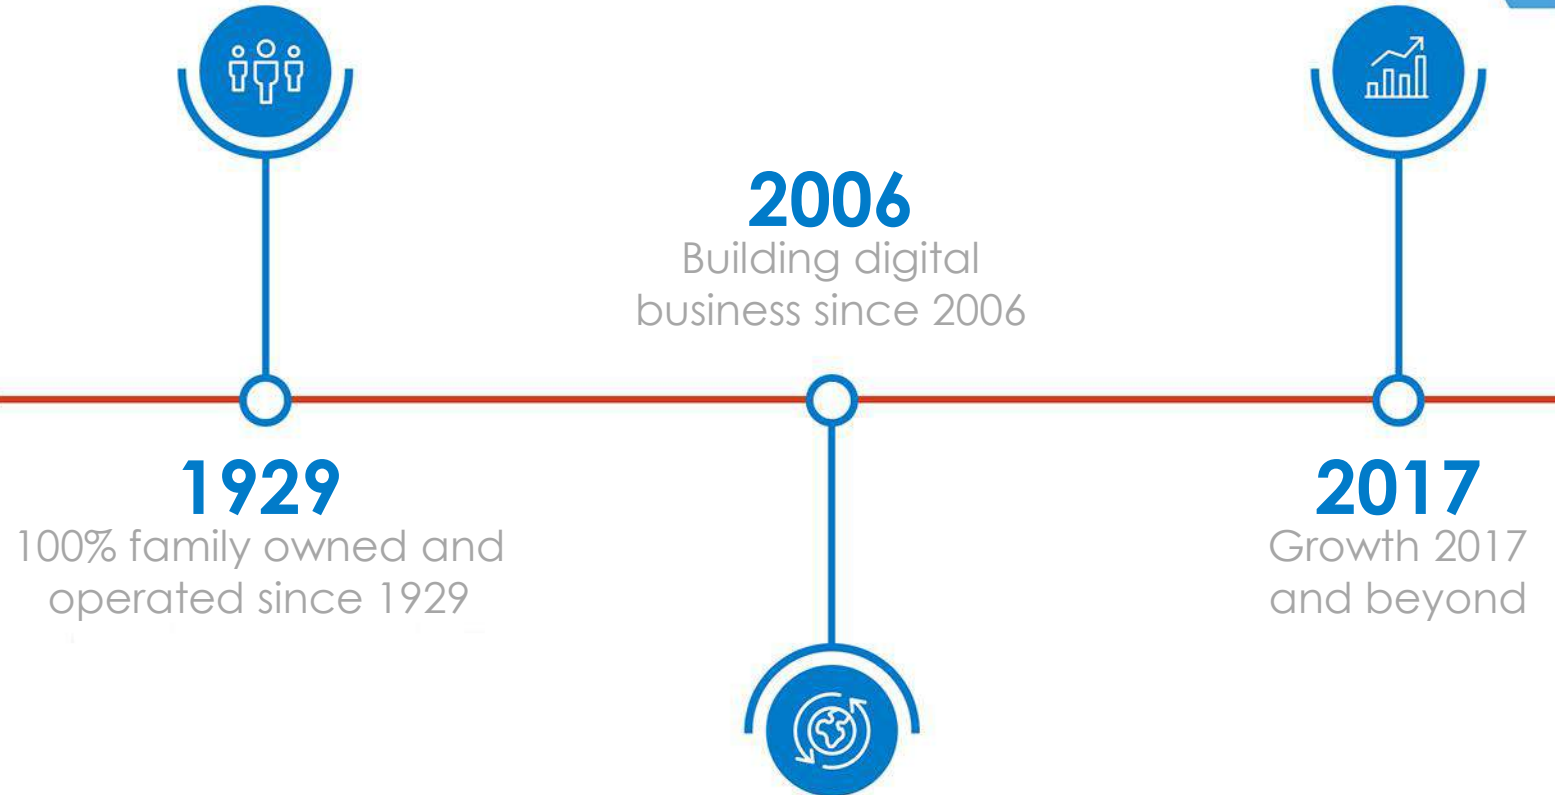 2006
Building digital
business since 2006
1929
100% family owned and
operated since 1929
2017
Growth 2017
and beyond